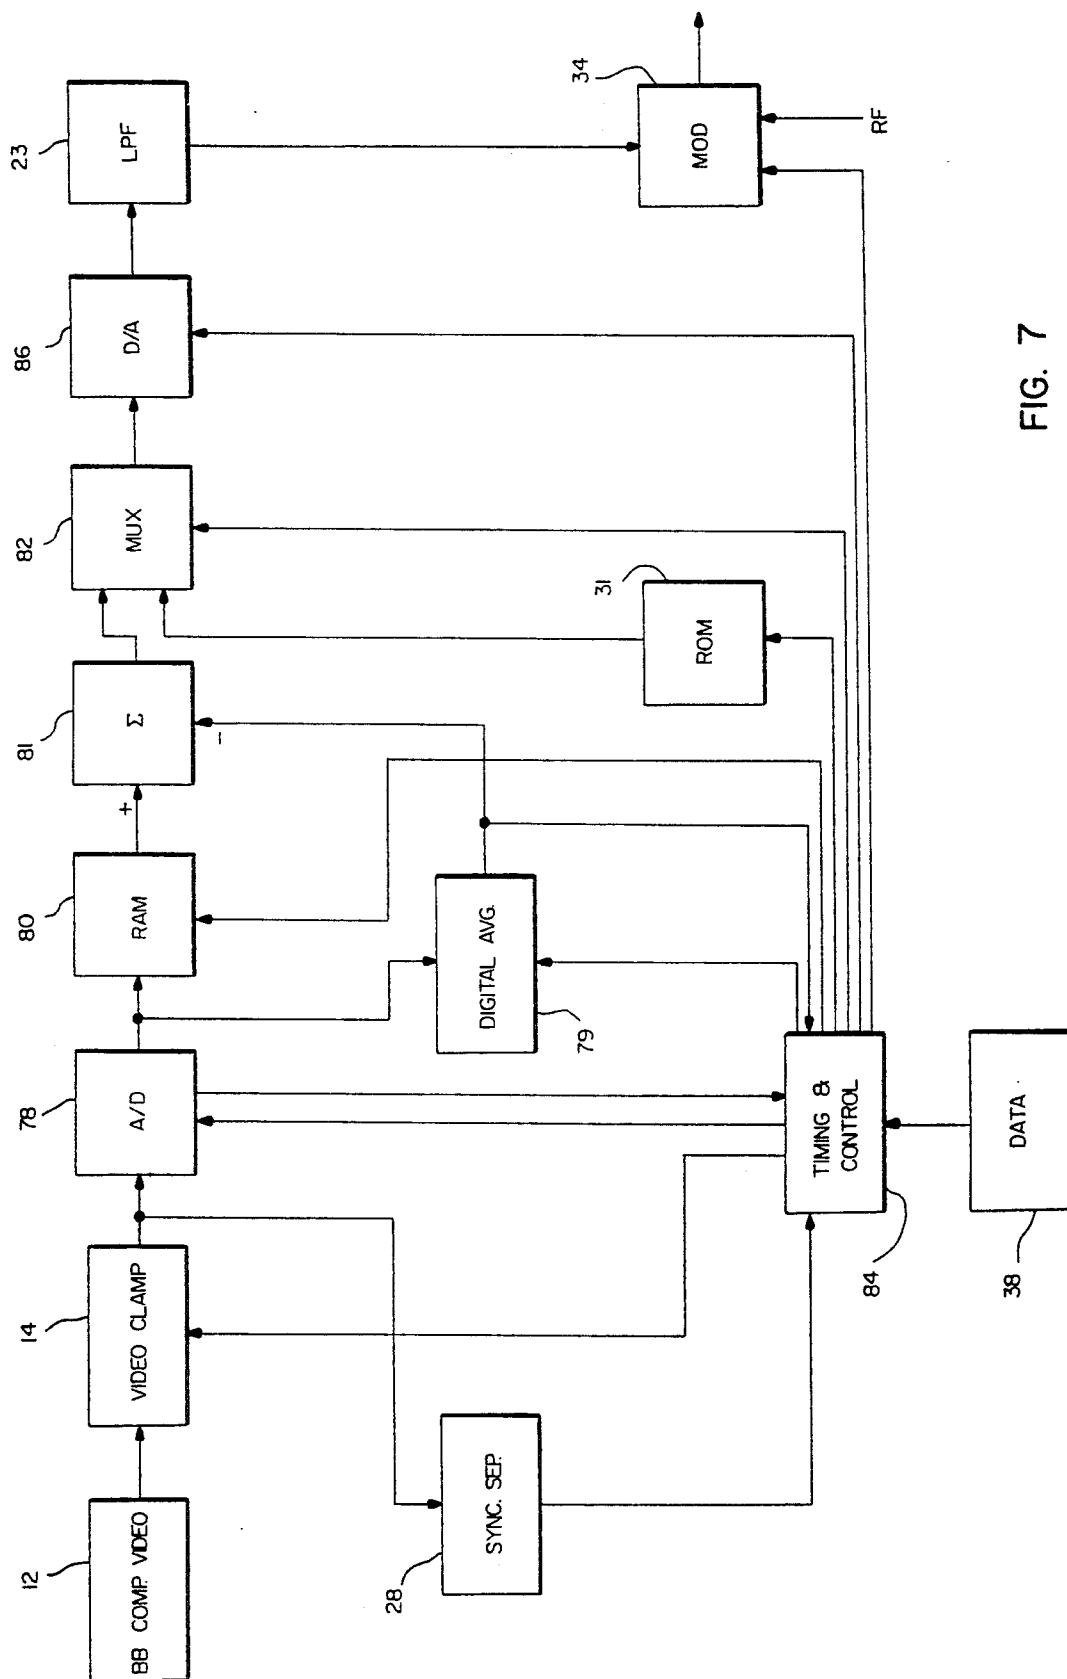 12
BB COMP. VIDEO
14
VIDEO CLAMP
78
A/D
80
RAM
+
81
Σ
-
82
MUX
86
D/A
23
LPF
28
SYNC. SEP.
79
DIGITAL AVG.
31
ROM
34
MOD
RF
84
TIMING &
CONTROL
38
DATA
FIG. 7